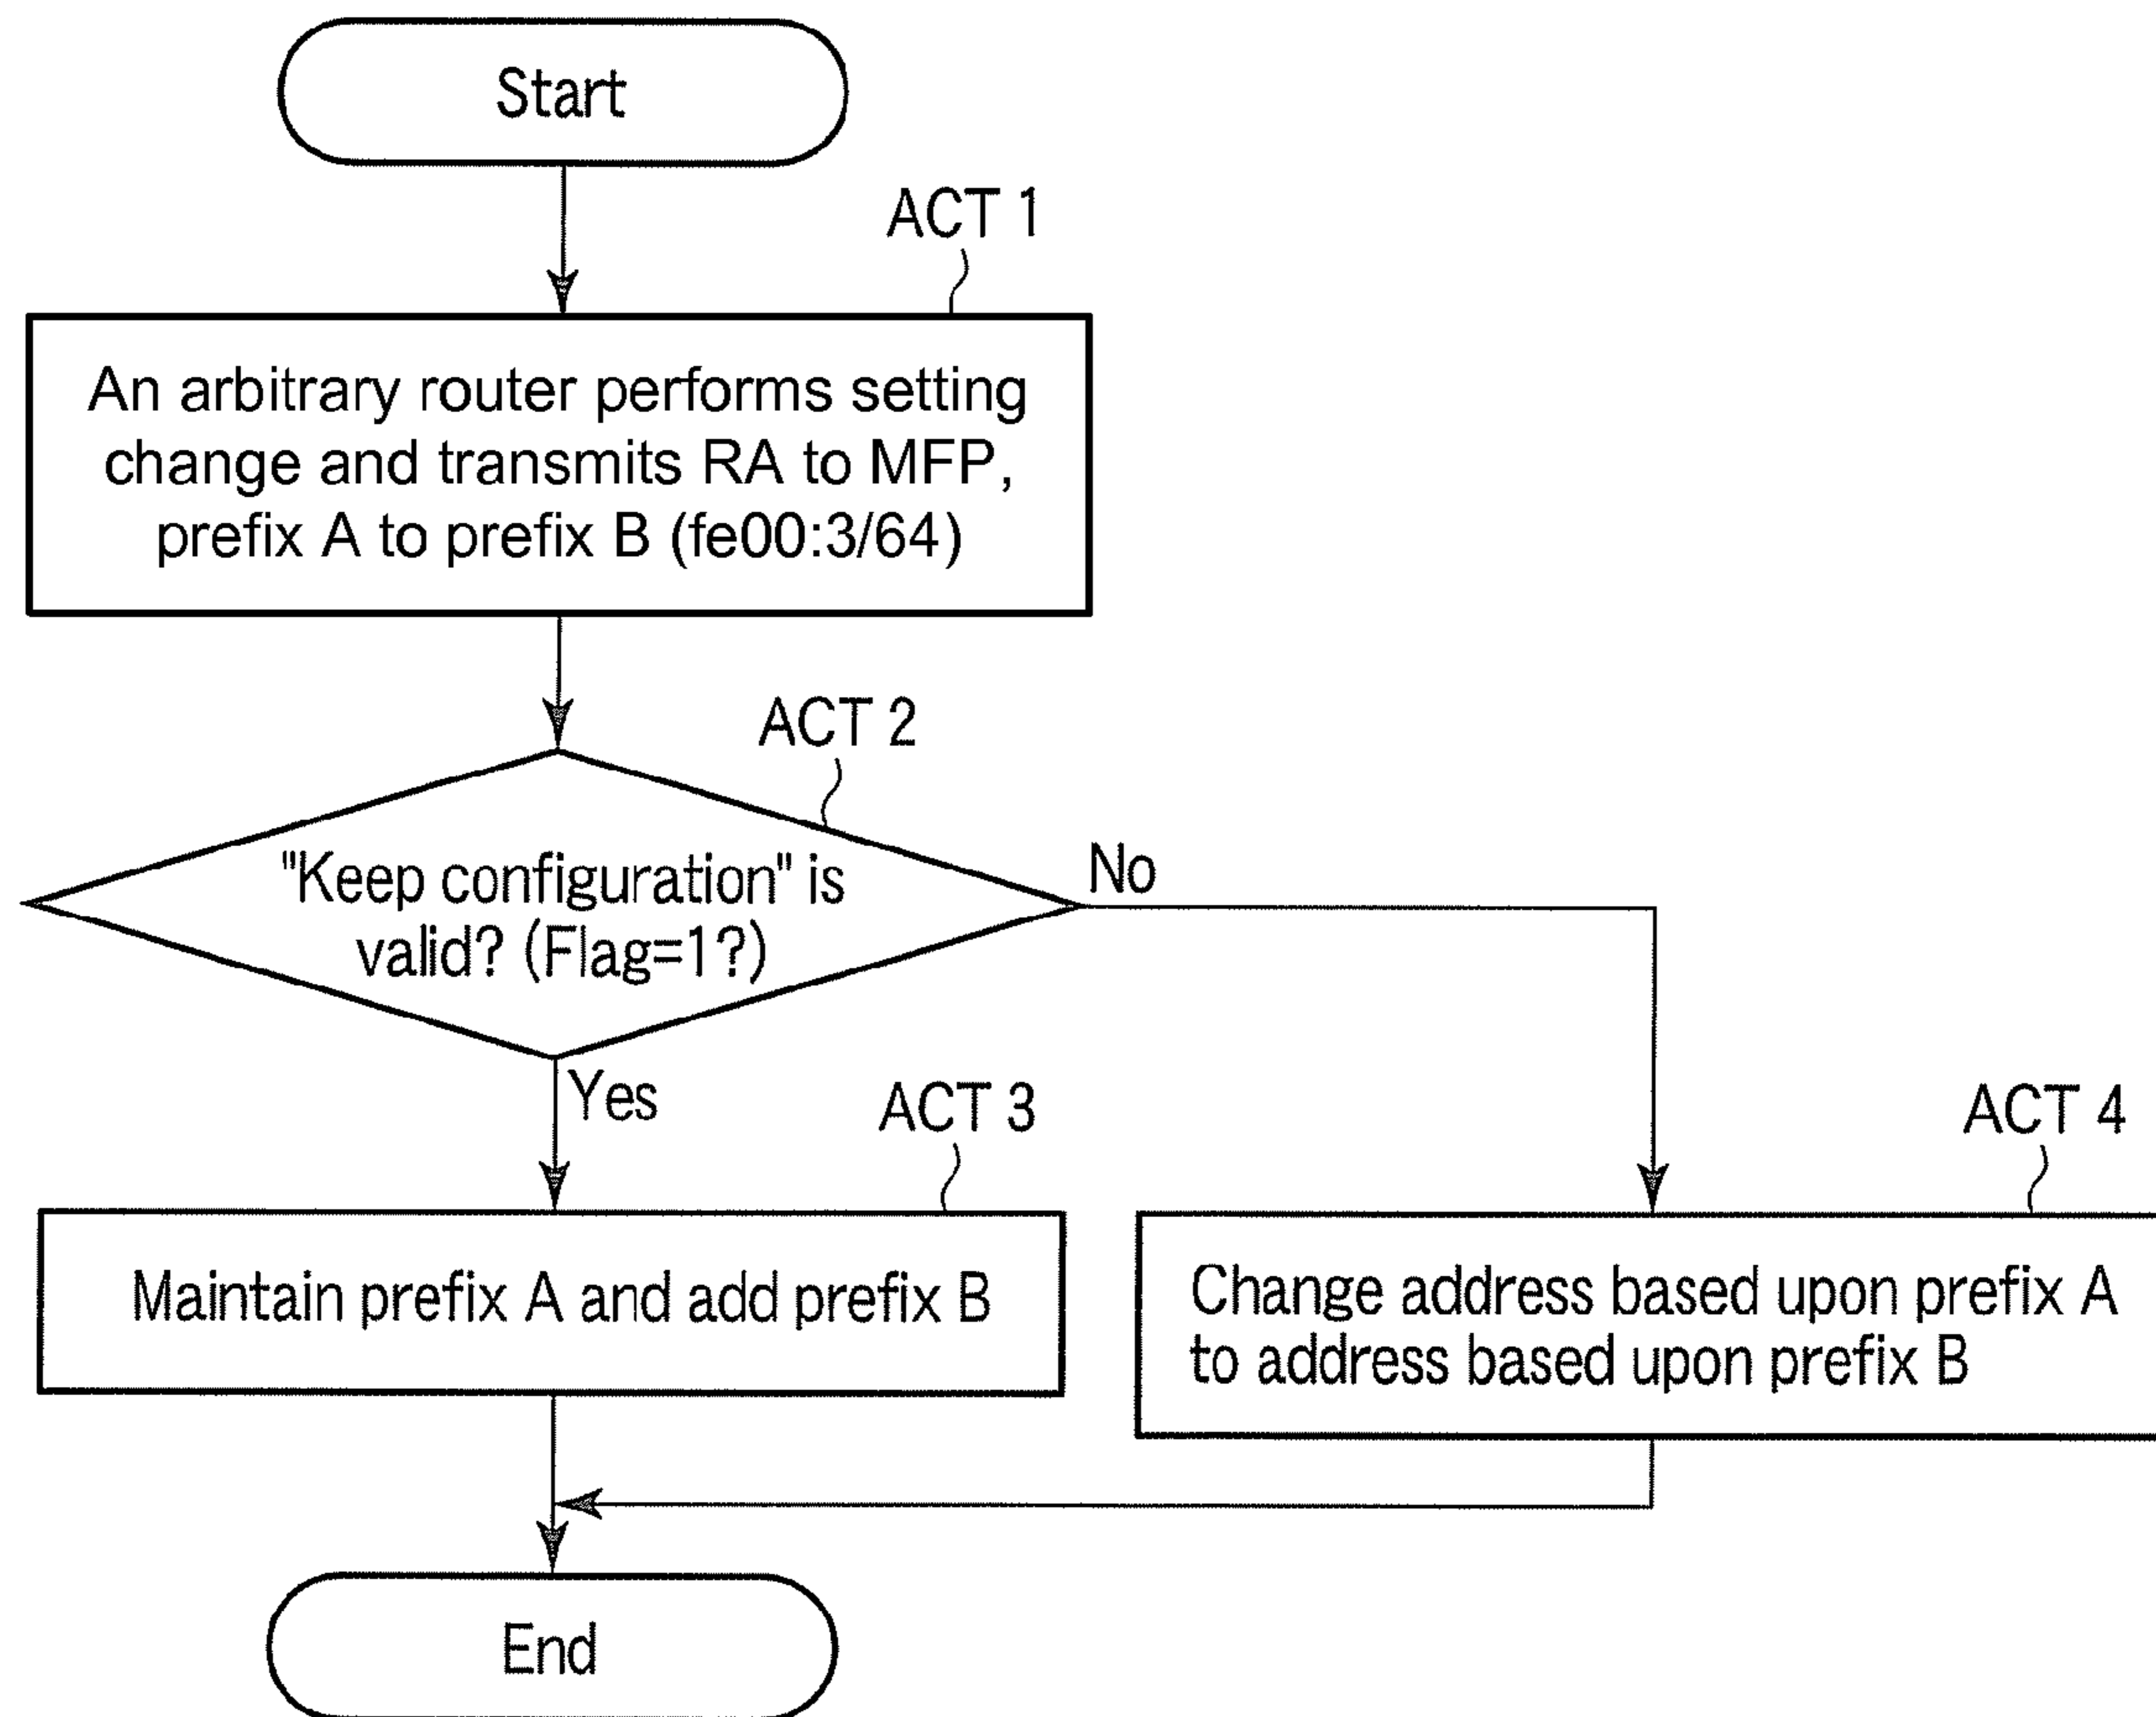 Start
ACT 1
An arbitrary router performs setting
change and transmits RA to MFP,
prefix A to prefix B (fe00:3/64)
ACT 2
"Keep configuration" is
valid? (Flag=1?)
No
Yes
ACT 3
Maintain prefix A and add prefix B
ACT 4
Change address based upon prefix A
to address based upon prefix B
End